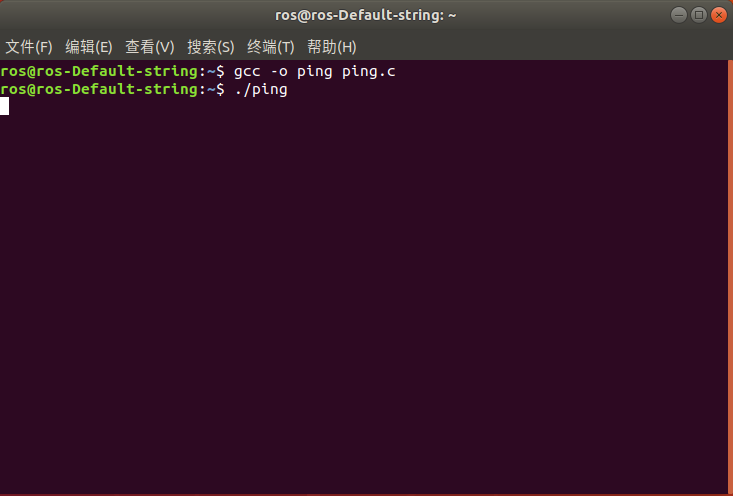 ros@ros-Default-string: ~
文件(F) 编辑(E) 查看(V) 搜索(S) 终端(T) 帮助(H)
ros@ros-Default-string:~$ gcc -o ping ping.c
ros@ros-Default-string:~$ ./ping